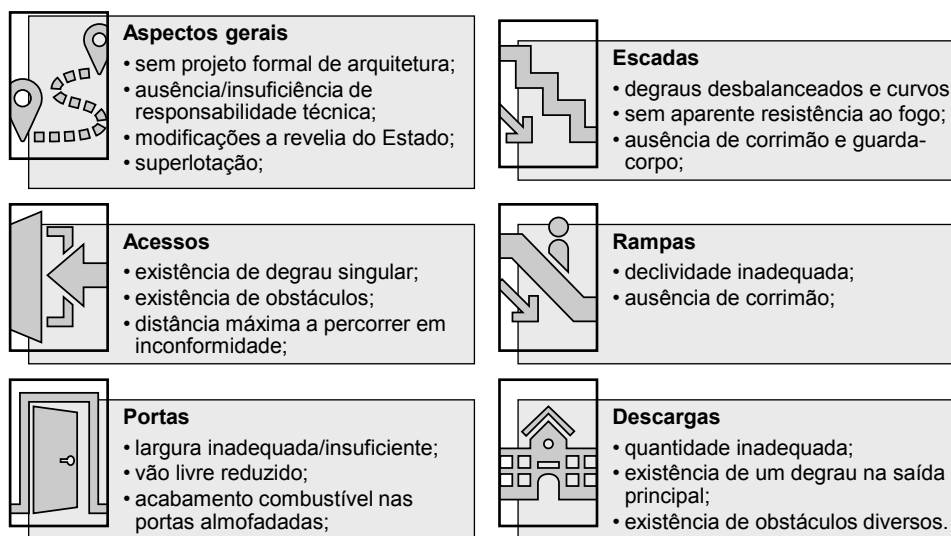 Aspectos gerais
• sem projeto formal de arquitetura;
• ausência/insuficiência de
responsabilidade técnica;
• modificações a revelia do Estado;
• superlotação;
Escadas
• degraus desbalanceados e curvos
• sem aparente resistência ao fogo;
• ausência de corrimão e guarda-
corpo;
Acessos
• existência de degrau singular;
• existência de obstáculos;
• distância máxima a percorrer em
inconformidade;
Rampas
• declividade inadequada;
• ausência de corrimão;
Portas
• largura inadequada/insuficiente;
• vão livre reduzido;
• acabamento combustível nas
portas almofadadas;
Descargas
• quantidade inadequada;
• existência de um degrau na saída
principal;
• existência de obstáculos diversos.